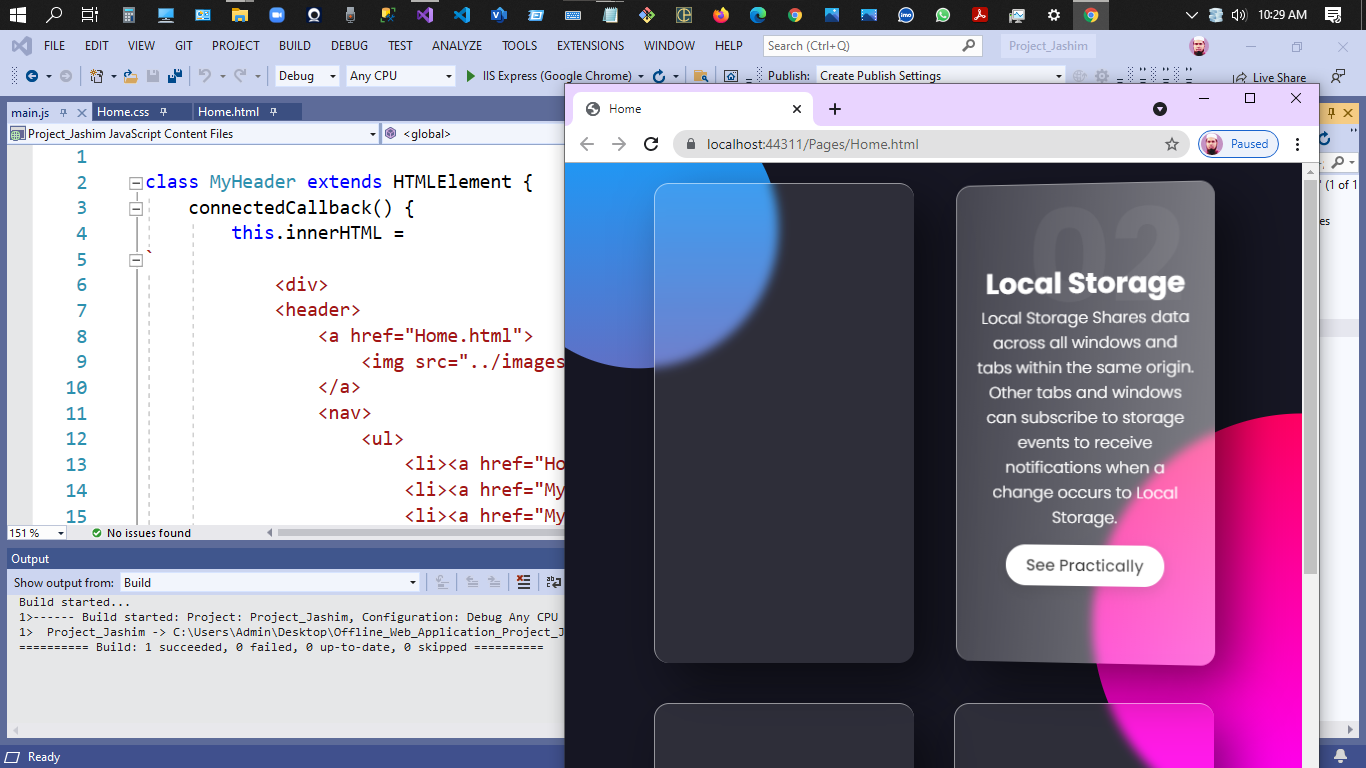 10:29 AM
FILE EDIT VIEW GIT PROJECT BUILD DEBUG TEST ANALYZE TOOLS EXTENSIONS WINDOW HELP Search (Ctrl+Q) Project_Jashim
Debug Any CPU IIS Express (Google Chrome) Publish: Create Publish Settings Live Share
main.js Home.css Home.html
Project_Jashim JavaScript Content Files <global>
1
2 class MyHeader extends HTMLElement {
3 connectedCallback() {
4 this.innerHTML =
5 `
6 <div>
7 <header>
8 <a href="Home.html">
9 <img src="../images
10 </a>
11 <nav>
12 <ul>
13 <li><a href="Ho
14 <li><a href="My
15 <li><a href="My
151 % No issues found
Output
Show output from: Build
Build started...
1>------ Build started: Project: Project_Jashim, Configuration: Debug Any CPU
1> Project_Jashim -> C:\Users\Admin\Desktop\Offline_Web_Application_Project_J
========== Build: 1 succeeded, 0 failed, 0 up-to-date, 0 skipped ==========
Ready
Home
localhost:44311/Pages/Home.html Paused
02
Local Storage
Local Storage Shares data
across all windows and
tabs within the same origin.
Other tabs and windows
can subscribe to storage
events to receive
notifications when a
change occurs to Local
Storage.
See Practically
(1 of 1